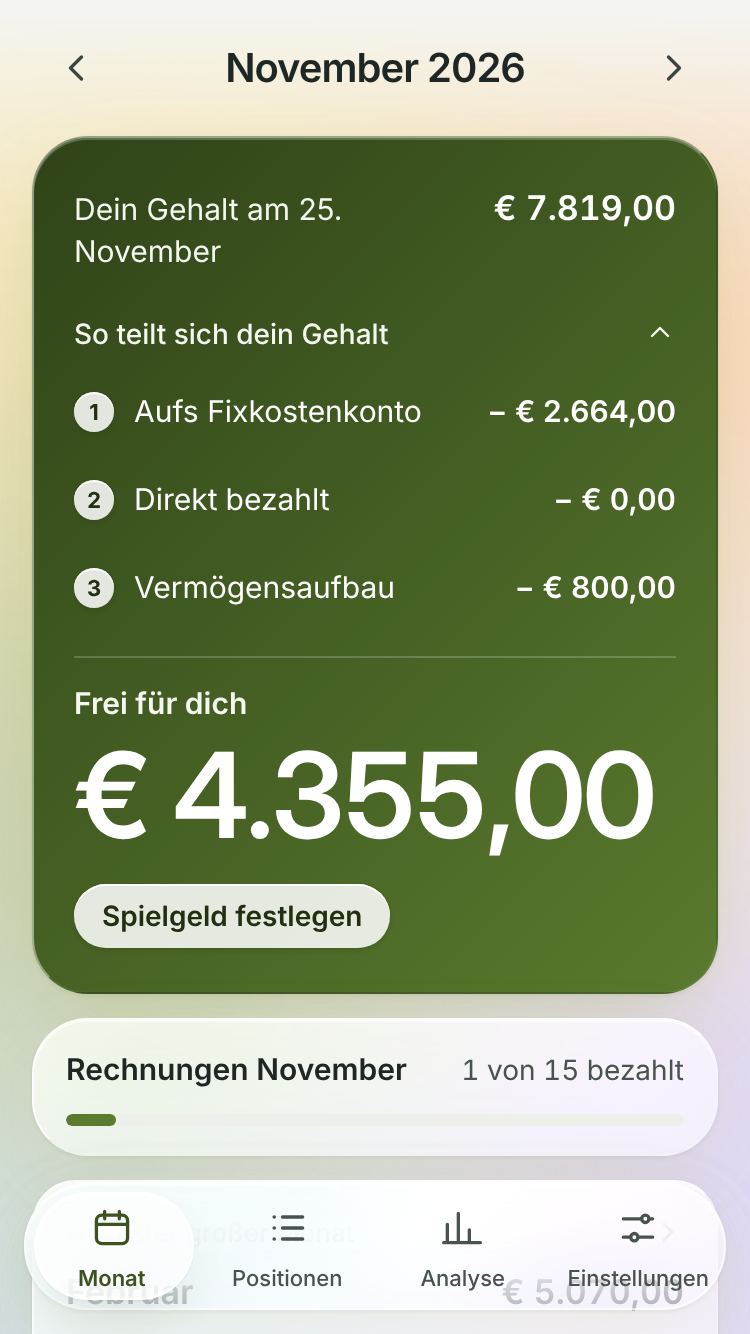 November 2026
Dein Gehalt am 25. € 7.819,00
November
So teilt sich dein Gehalt
1 Aufs Fixkostenkonto – € 2.664,00
2 Direkt bezahlt – € 0,00
3 Vermögensaufbau – € 800,00
Frei für dich
€ 4.355,00
Spielgeld festlegen
Rechnungen November 1 von 15 bezahlt
großer Monat
Monat Positionen Analyse Einstellungen
Februar € 5.070,00